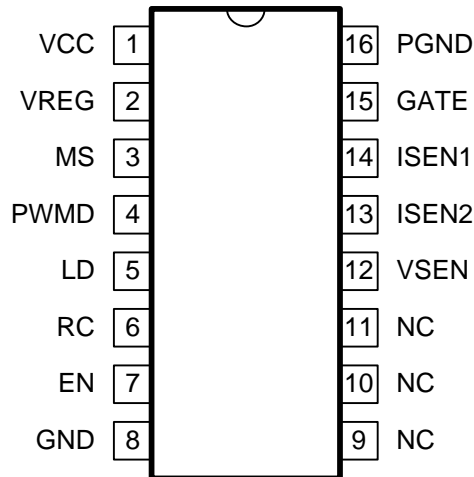 VCC 1 16 PGND
VREG 2 15 GATE
MS 3 14 ISEN1
PWMD 4 13 ISEN2
LD 5 12 VSEN
RC 6 11 NC
EN 7 10 NC
GND 8 9 NC